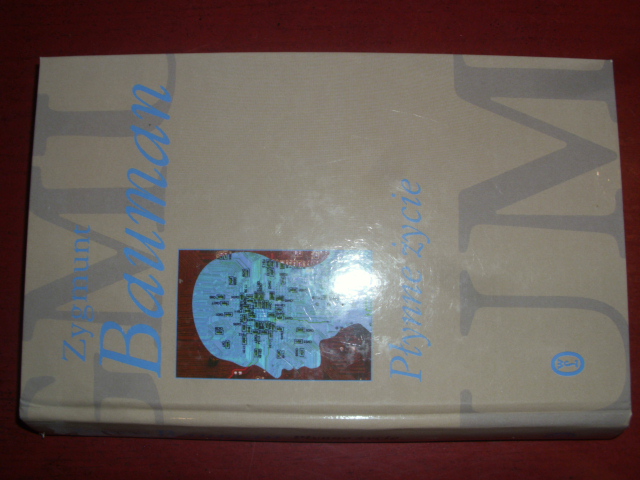 Zygmunt
Bauman
Płynne życie